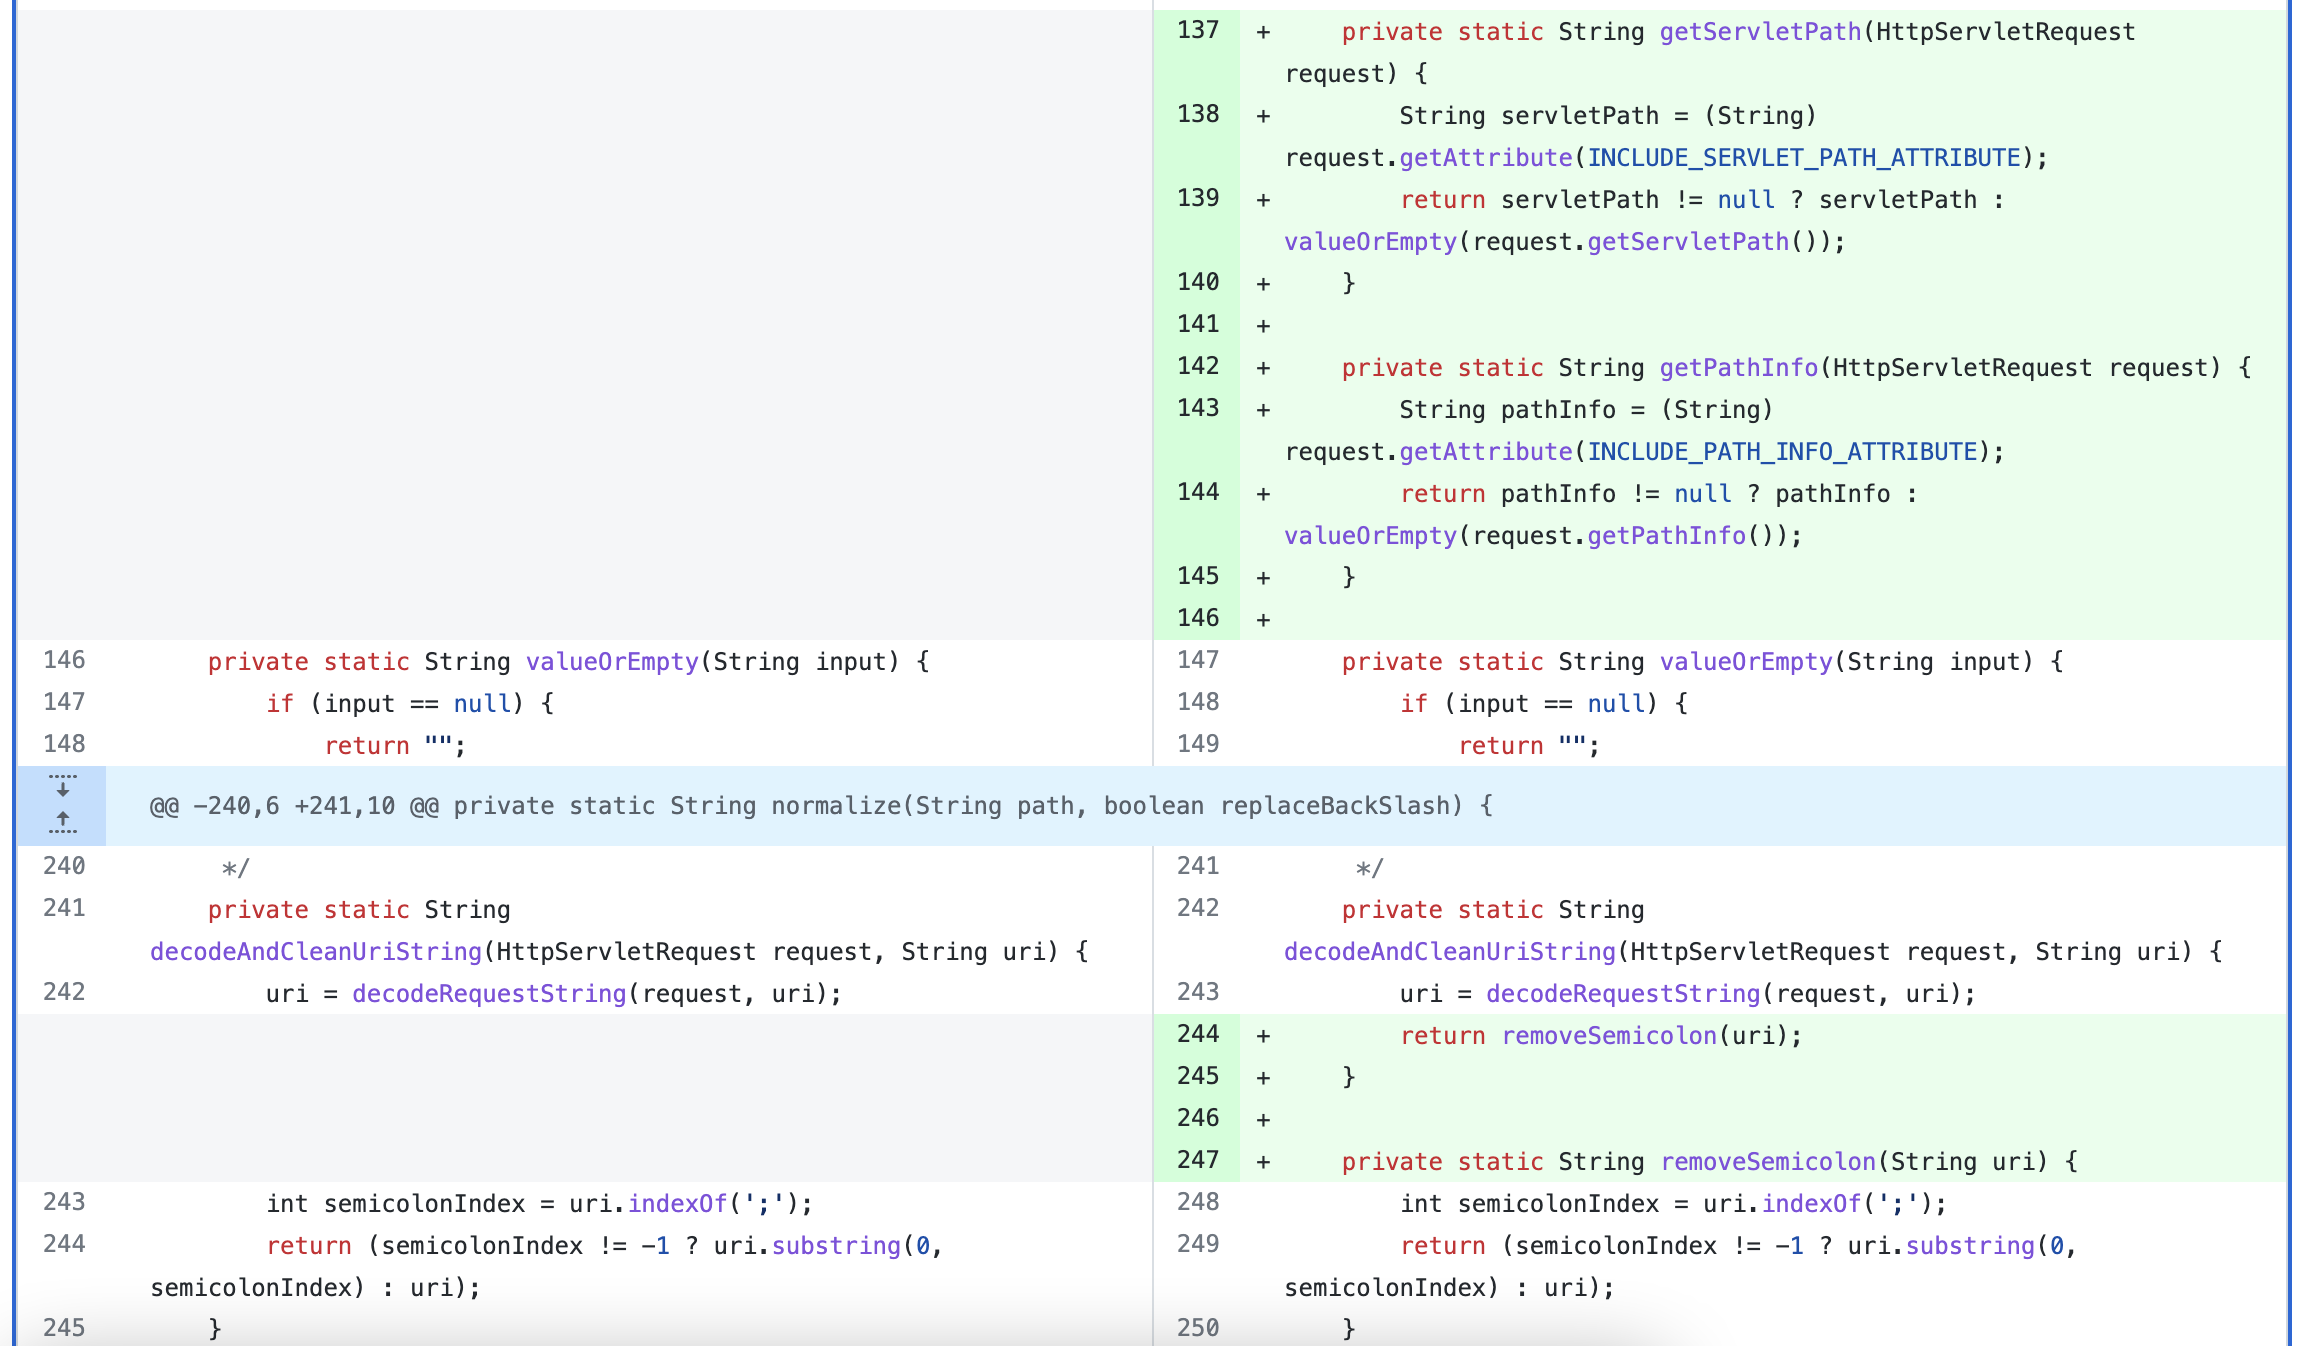 137 + private static String getServletPath(HttpServletRequest
request) {
138 + String servletPath = (String)
request.getAttribute(INCLUDE_SERVLET_PATH_ATTRIBUTE);
139 + return servletPath != null ? servletPath :
valueOrEmpty(request.getServletPath());
140 + }
141 +
142 + private static String getPathInfo(HttpServletRequest request) {
143 + String pathInfo = (String)
request.getAttribute(INCLUDE_PATH_INFO_ATTRIBUTE);
144 + return pathInfo != null ? pathInfo :
valueOrEmpty(request.getPathInfo());
145 + }
146 +
146 private static String valueOrEmpty(String input) { 147 private static String valueOrEmpty(String input) {
147 if (input == null) { 148 if (input == null) {
148 return ""; 149 return "";
@@ -240,6 +241,10 @@ private static String normalize(String path, boolean replaceBackSlash) {
240 */ 241 */
241 private static String 242 private static String
decodeAndCleanUriString(HttpServletRequest request, String uri) { decodeAndCleanUriString(HttpServletRequest request, String uri) {
242 uri = decodeRequestString(request, uri); 243 uri = decodeRequestString(request, uri);
244 + return removeSemicolon(uri);
245 + }
246 +
247 + private static String removeSemicolon(String uri) {
243 int semicolonIndex = uri.indexOf(';'); 248 int semicolonIndex = uri.indexOf(';');
244 return (semicolonIndex != -1 ? uri.substring(0, 249 return (semicolonIndex != -1 ? uri.substring(0,
semicolonIndex) : uri); semicolonIndex) : uri);
245 } 250 }